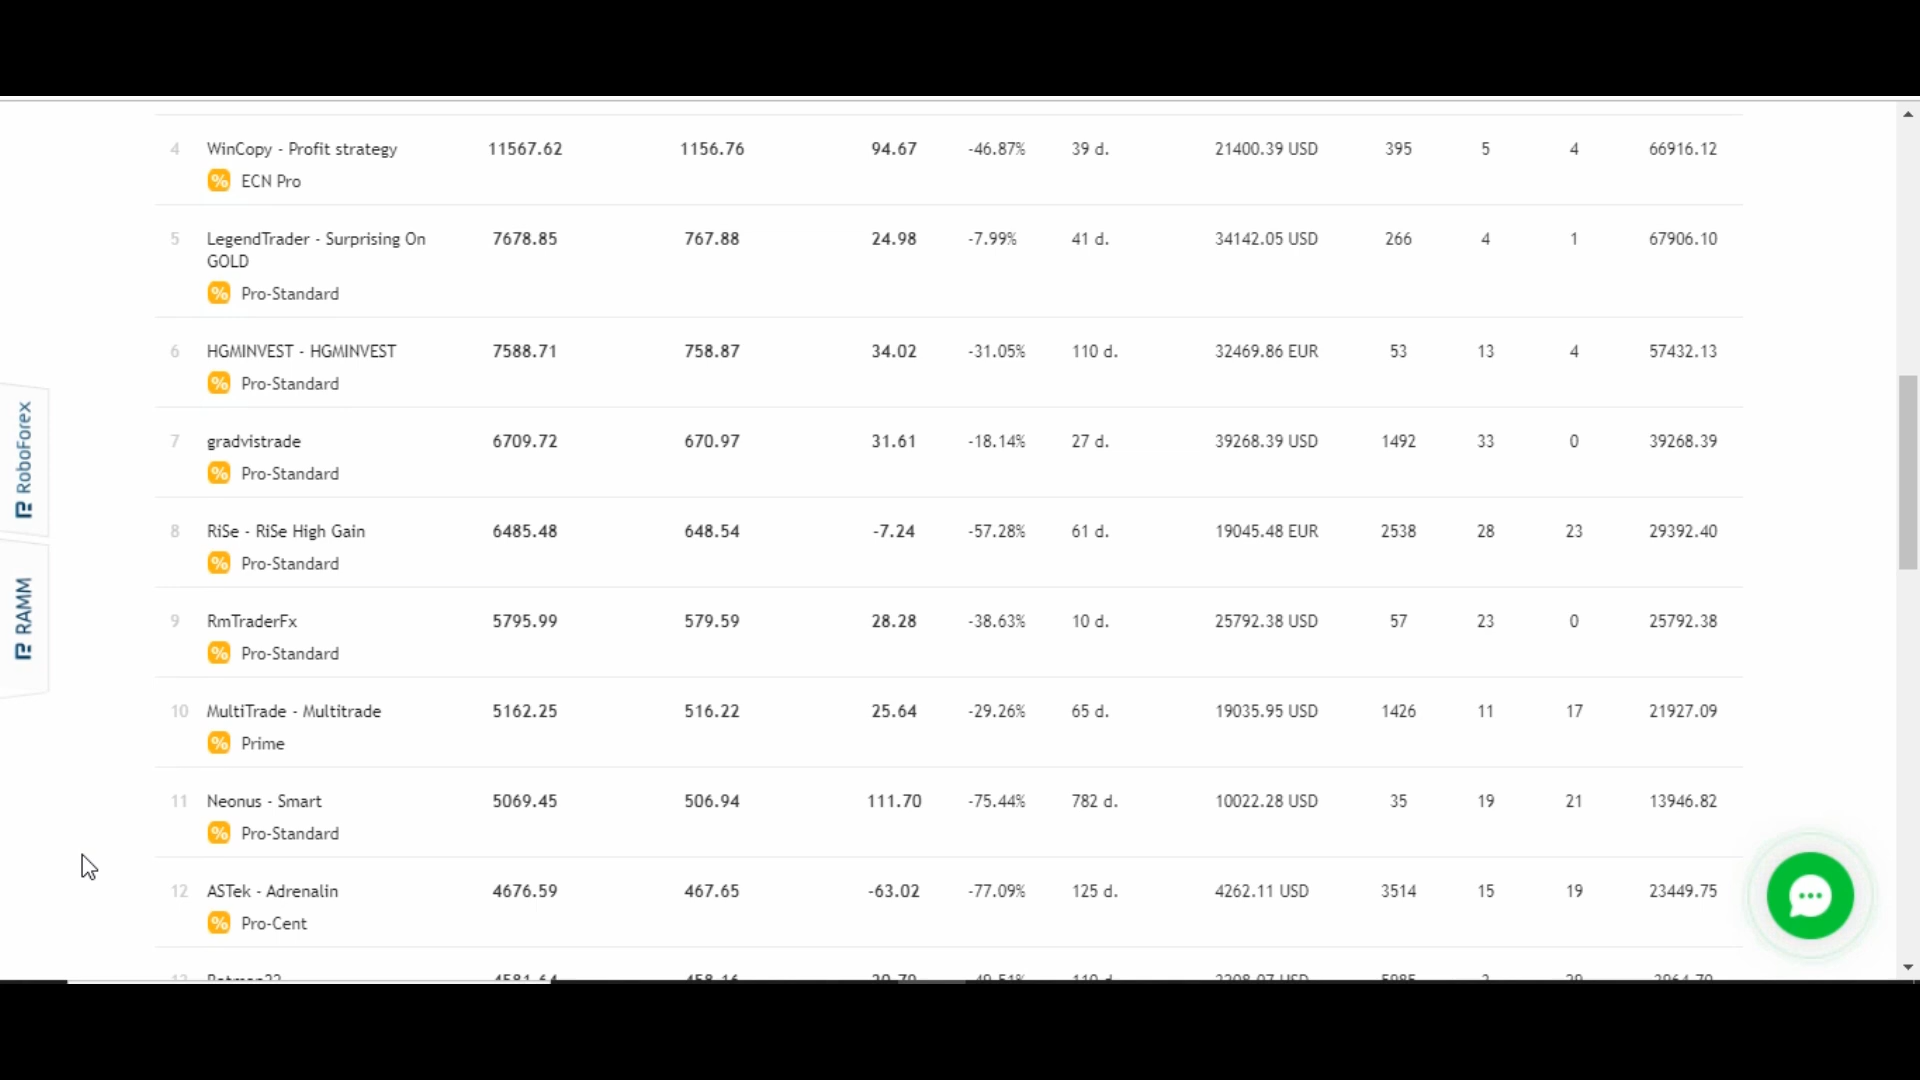 4 WinCopy - Profit strategy 11567.62 1156.76 94.67 -46.87% 39 d. 21400.39 USD 395 5 4 66916.12
% ECN Pro
5 LegendTrader - Surprising On 7678.85 767.88 24.98 -7.99% 41 d. 34142.05 USD 266 4 1 67906.10
GOLD
% Pro-Standard
6 HGMINVEST - HGMINVEST 7588.71 758.87 34.02 -31.05% 110 d. 32469.86 EUR 53 13 4 57432.13
% Pro-Standard
7 gradvistrade 6709.72 670.97 31.61 -18.14% 27 d. 39268.39 USD 1492 33 0 39268.39
% Pro-Standard
8 RiSe - RiSe High Gain 6485.48 648.54 -7.24 -57.28% 61 d. 19045.48 EUR 2538 28 23 29392.40
% Pro-Standard
9 RmTraderFx 5795.99 579.59 28.28 -38.63% 10 d. 25792.38 USD 57 23 0 25792.38
% Pro-Standard
10 MultiTrade - Multitrade 5162.25 516.22 25.64 -29.26% 65 d. 19035.95 USD 1426 11 17 21927.09
% Prime
11 Neonus - Smart 5069.45 506.94 111.70 -75.44% 782 d. 10022.28 USD 35 19 21 13946.82
% Pro-Standard
12 ASTek - Adrenalin 4676.59 467.65 -63.02 -77.09% 125 d. 4262.11 USD 3514 15 19 23449.75
% Pro-Cent
RoboForex
RAMM